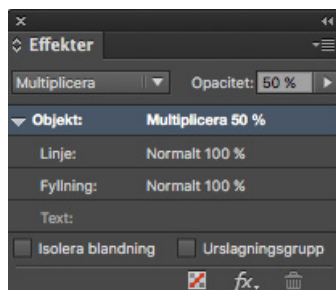 Effekter
Multiplicera Opacitet: 50 %
Objekt: Multiplicera 50 %
Linje: Normalt 100 %
Fyllning: Normalt 100 %
Text:
Isolera blandning Urslagningsgrupp
fx.